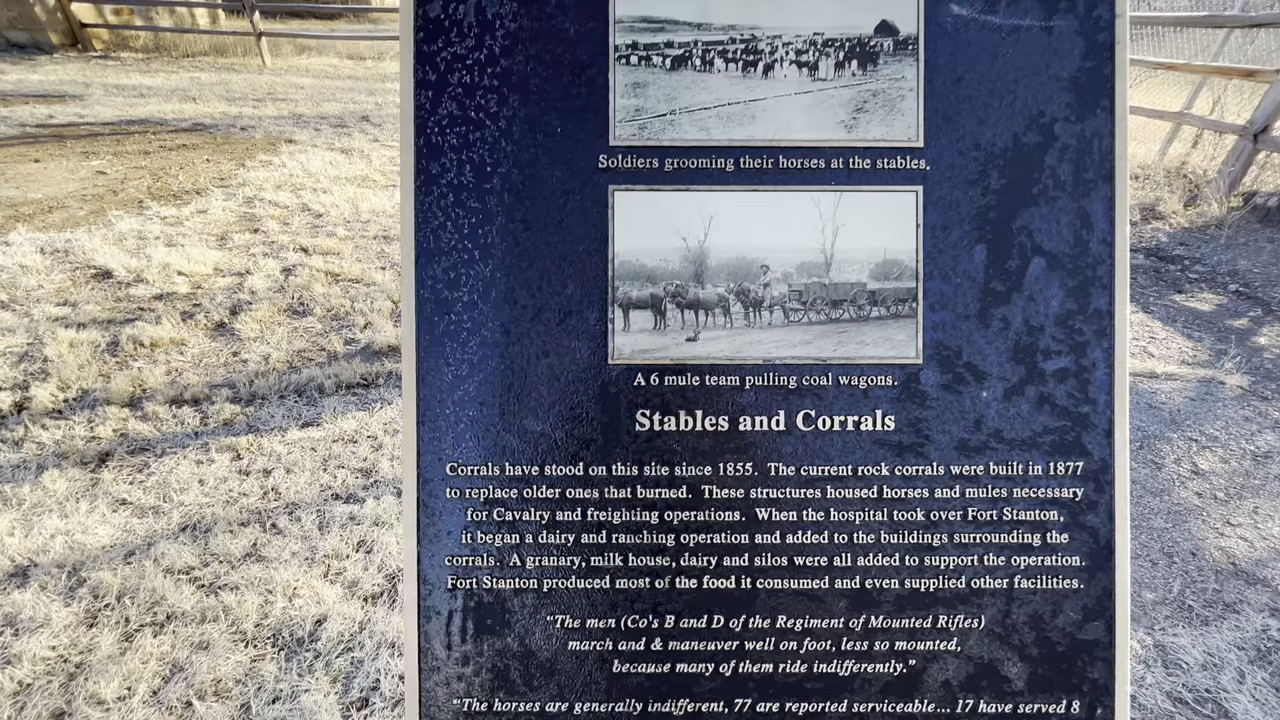 Soldiers grooming their horses at the stables.
A 6 mule team pulling coal wagons.
Stables and Corrals
Corrals have stood on this site since 1855. The current rock corrals were built in 1877
to replace older ones that burned. These structures housed horses and mules necessary
for Cavalry and freighting operations. When the hospital took over Fort Stanton,
it began a dairy and ranching operation and added to the buildings surrounding the
corrals. A granary, milk house, dairy and silos were all added to support the operation.
Fort Stanton produced most of the food it consumed and even supplied other facilities.
"The men (Co's B and D of the Regiment of Mounted Rifles)
march and & maneuver well on foot, less so mounted,
because many of them ride indifferently."
"The horses are generally indifferent, 77 are reported serviceable... 17 have served 8